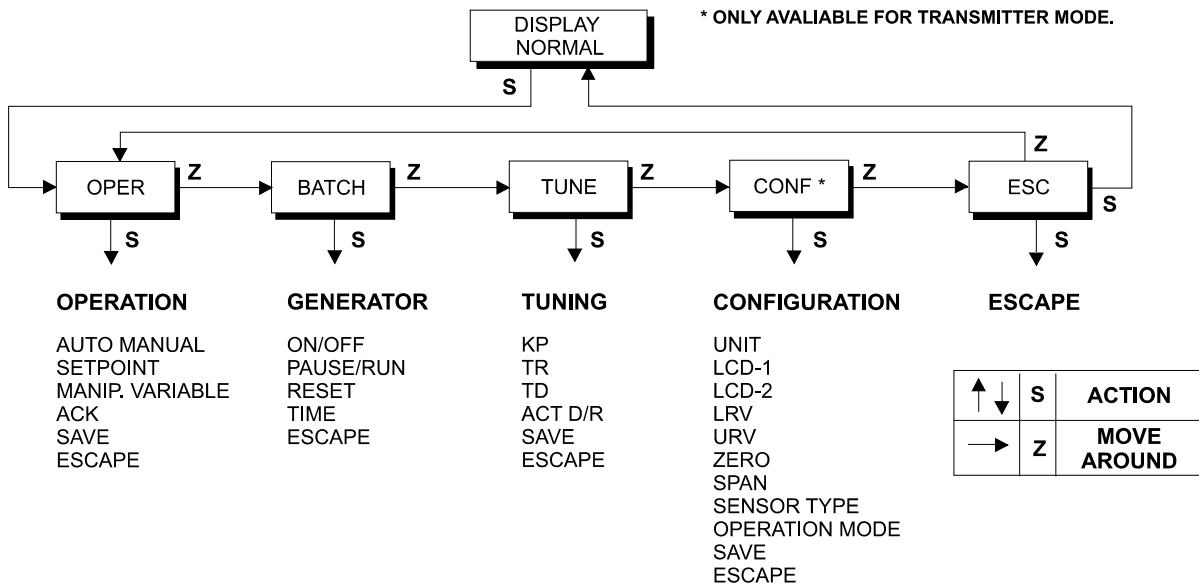 * ONLY AVALIABLE FOR TRANSMITTER MODE.
DISPLAY
NORMAL
S
Z
OPER
Z
BATCH
Z
TUNE
Z
CONF *
Z
ESC
S
S
S
S
S
S
OPERATION
AUTO MANUAL
SETPOINT
MANIP. VARIABLE
ACK
SAVE
ESCAPE
GENERATOR
ON/OFF
PAUSE/RUN
RESET
TIME
ESCAPE
TUNING
KP
TR
TD
ACT D/R
SAVE
ESCAPE
CONFIGURATION
UNIT
LCD-1
LCD-2
LRV
URV
ZERO
SPAN
SENSOR TYPE
OPERATION MODE
SAVE
ESCAPE
ESCAPE
S ACTION
Z MOVE
AROUND